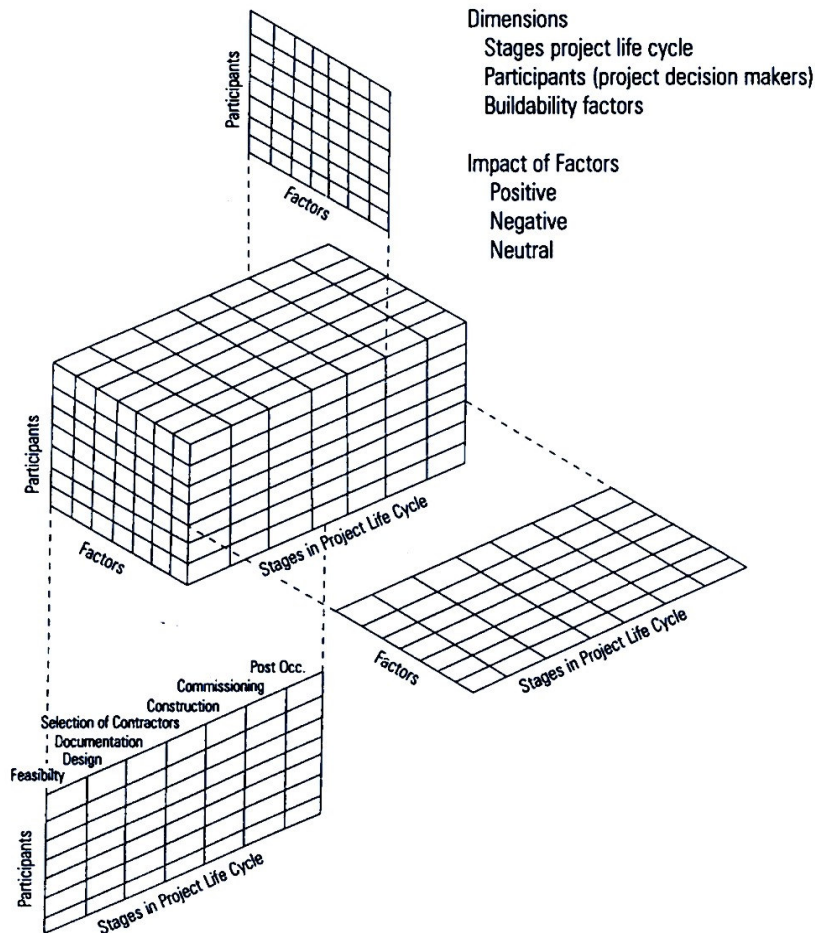 Dimensions
Stages project life cycle
Participants (project decision makers)
Buildability factors
Impact of Factors
Positive
Negative
Neutral
Participants
Factors
Participants
Factors
Stages in Project Life Cycle
Factors
Stages in Project Life Cycle
Post Occ.
Commissioning
Construction
Selection of Contractors
Documentation
Design
Feasibilty
Participants
Stages in Project Life Cycle